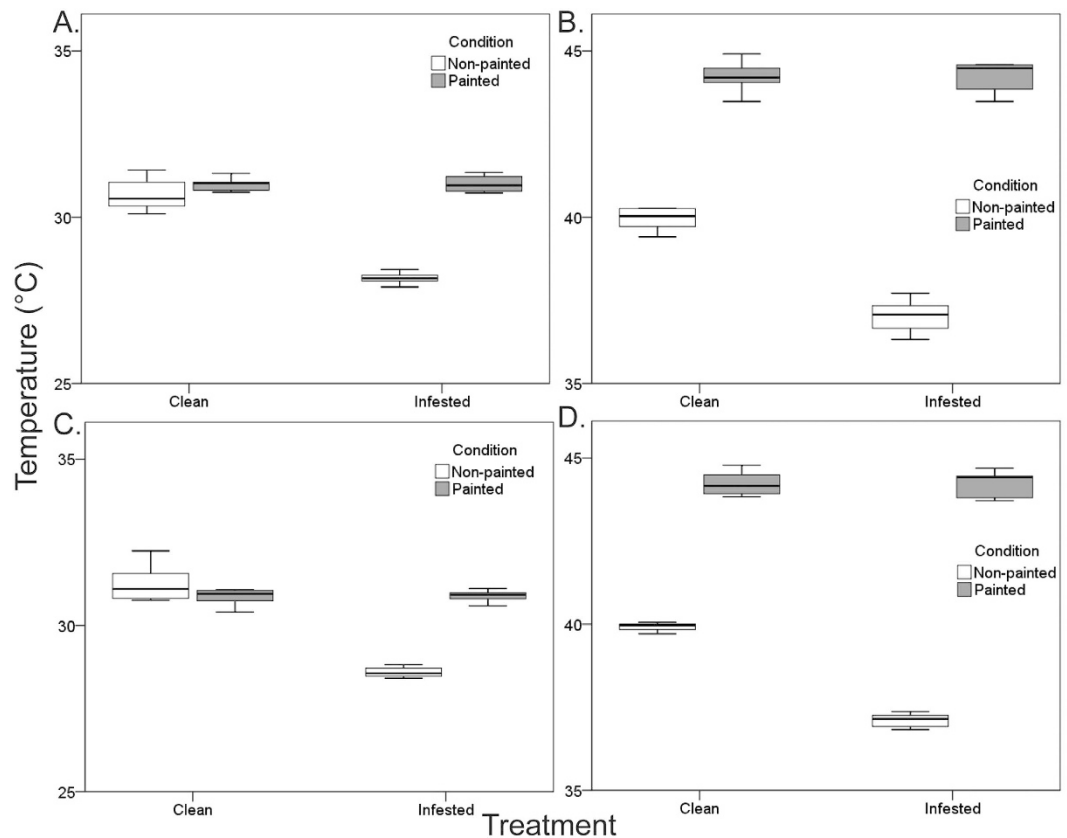 A.
35
30
25
Condition
Non-painted
Painted
Clean
Infested
B.
45
40
35
Condition
Non-painted
Painted
Clean
Infested
Temperature (°C)
C.
35
30
25
Condition
Non-painted
Painted
Clean
Infested
D.
45
40
35
Condition
Non-painted
Painted
Clean
Infested
Treatment